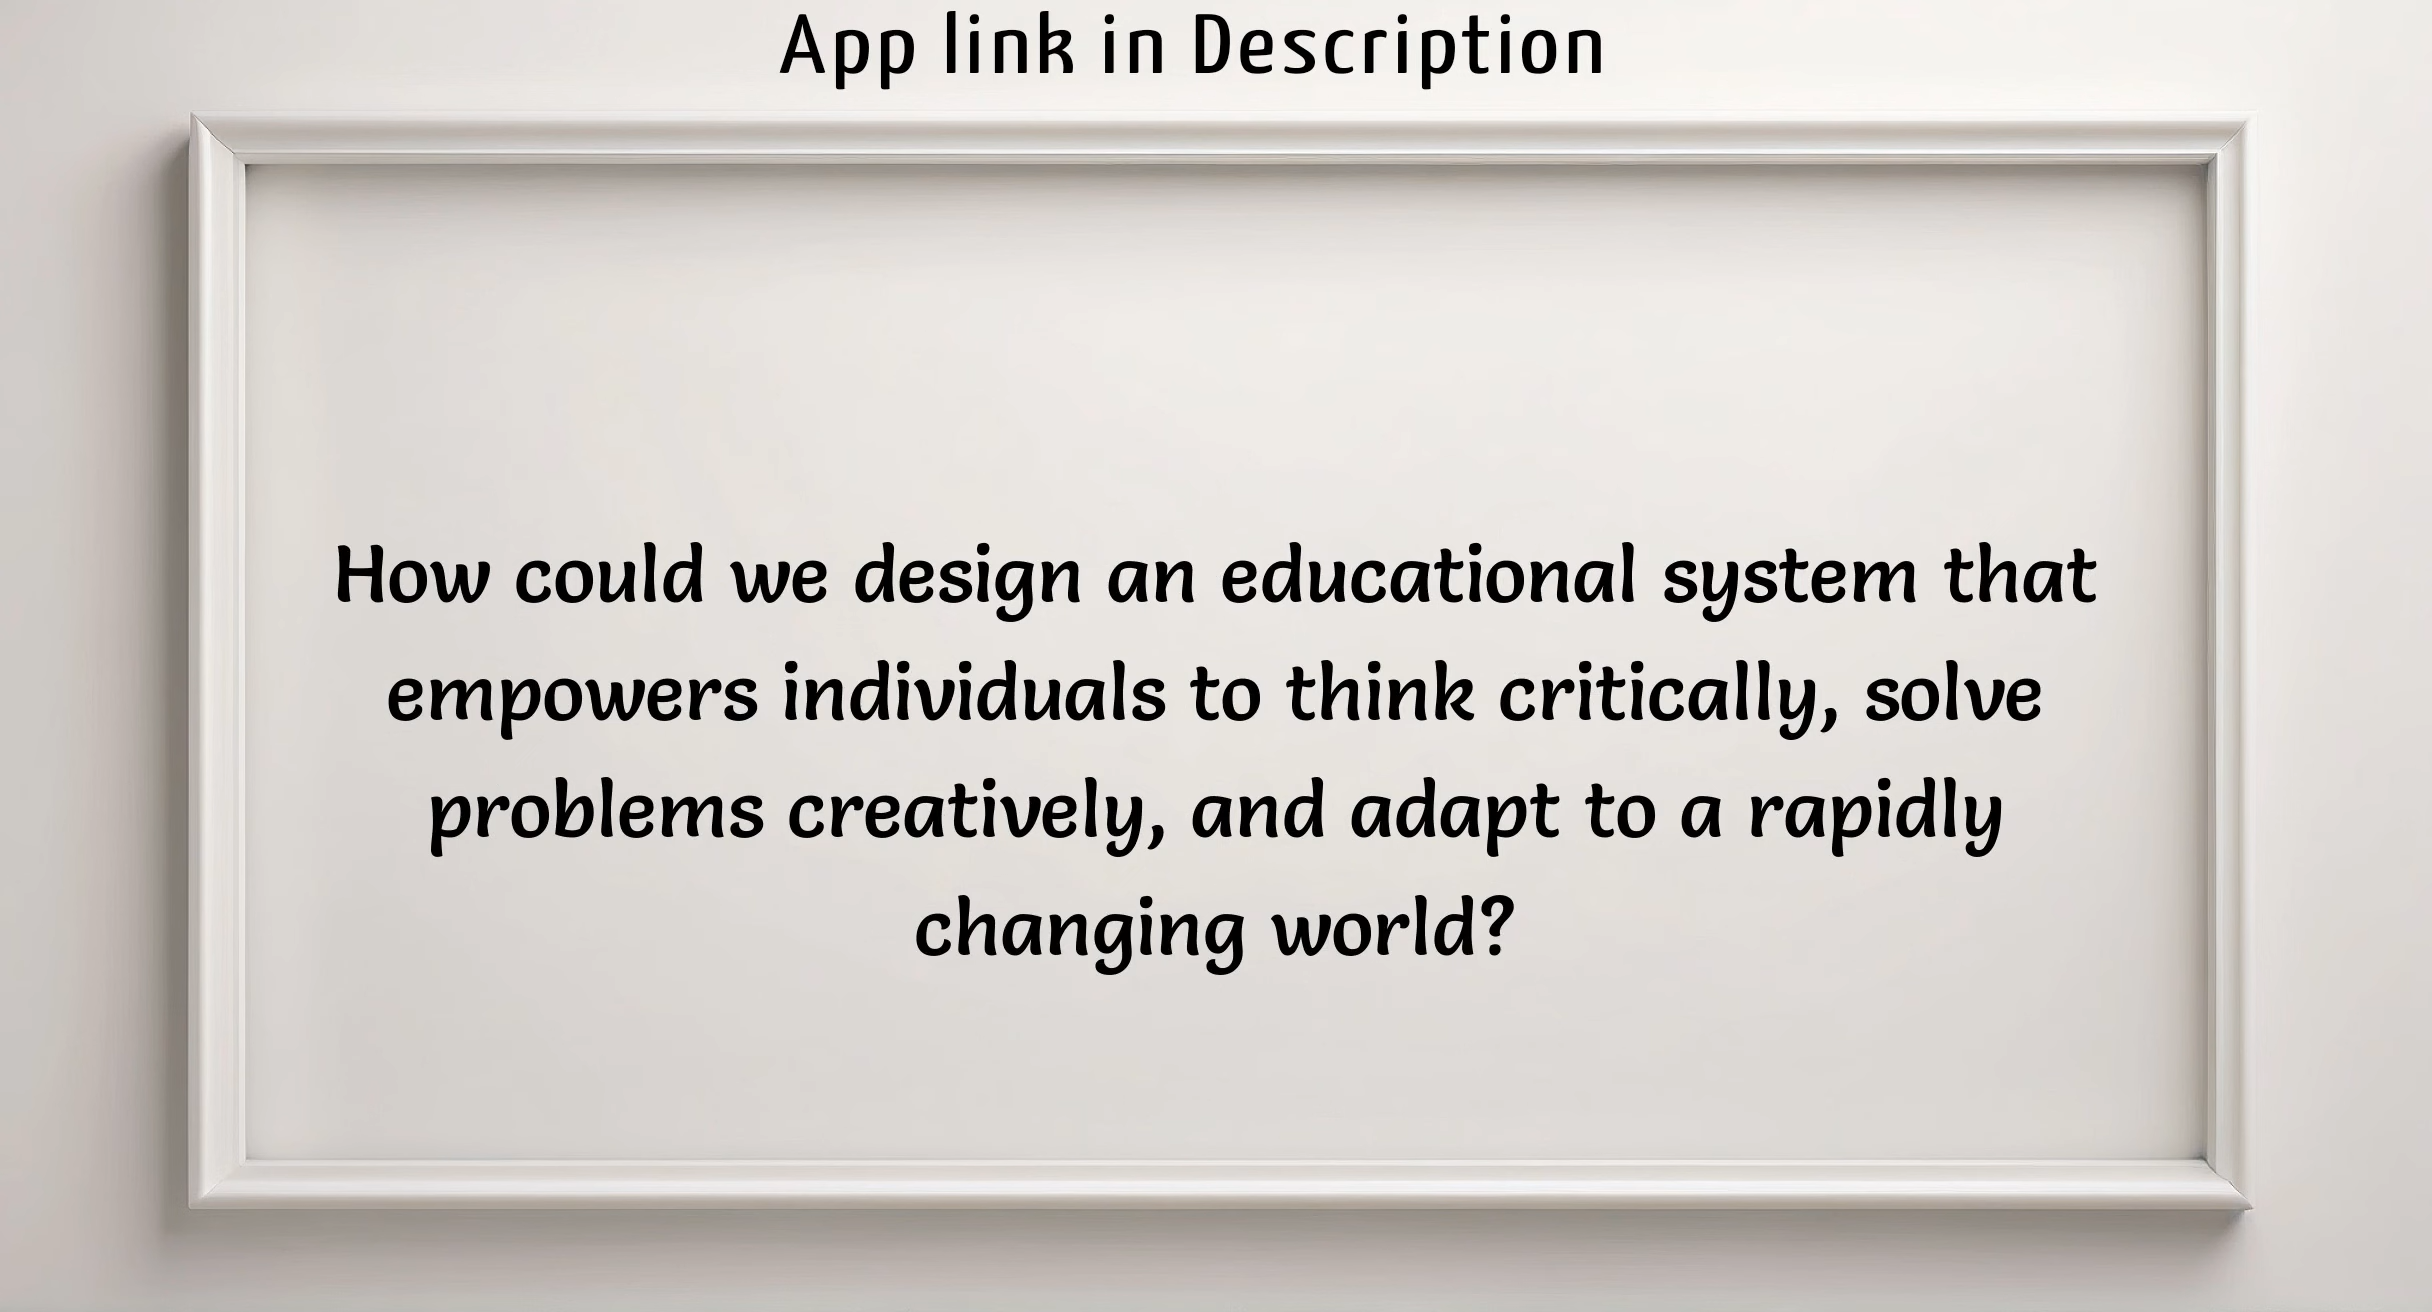 App link in Description
How could we design an educational system that
empowers individuals to think critically, solve
problems creatively, and adapt to a rapidly
changing world?